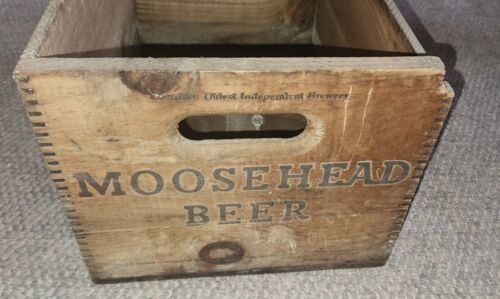 Canada's Oldest Independent Brewery
MOOSEHEAD
BEER